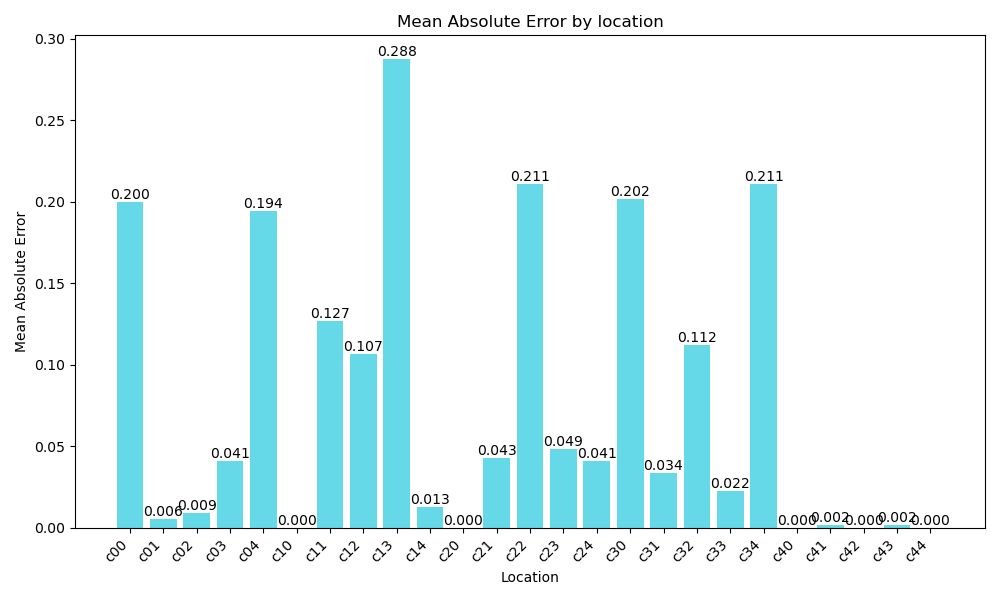 Mean Absolute Error by location
Mean Absolute Error
0.30
0.25
0.20
0.15
0.10
0.05
0.00
0.200
0.006
0.009
0.041
0.194
0.000
0.127
0.107
0.288
0.013
0.000
0.043
0.211
0.049
0.041
0.202
0.034
0.112
0.022
0.211
0.000
0.002
0.000
0.002
0.000
c00
c01
c02
c03
c04
c10
c11
c12
c13
c14
c20
c21
c22
c23
c24
c30
c31
c32
c33
c34
c40
c41
c42
c43
c44
Location